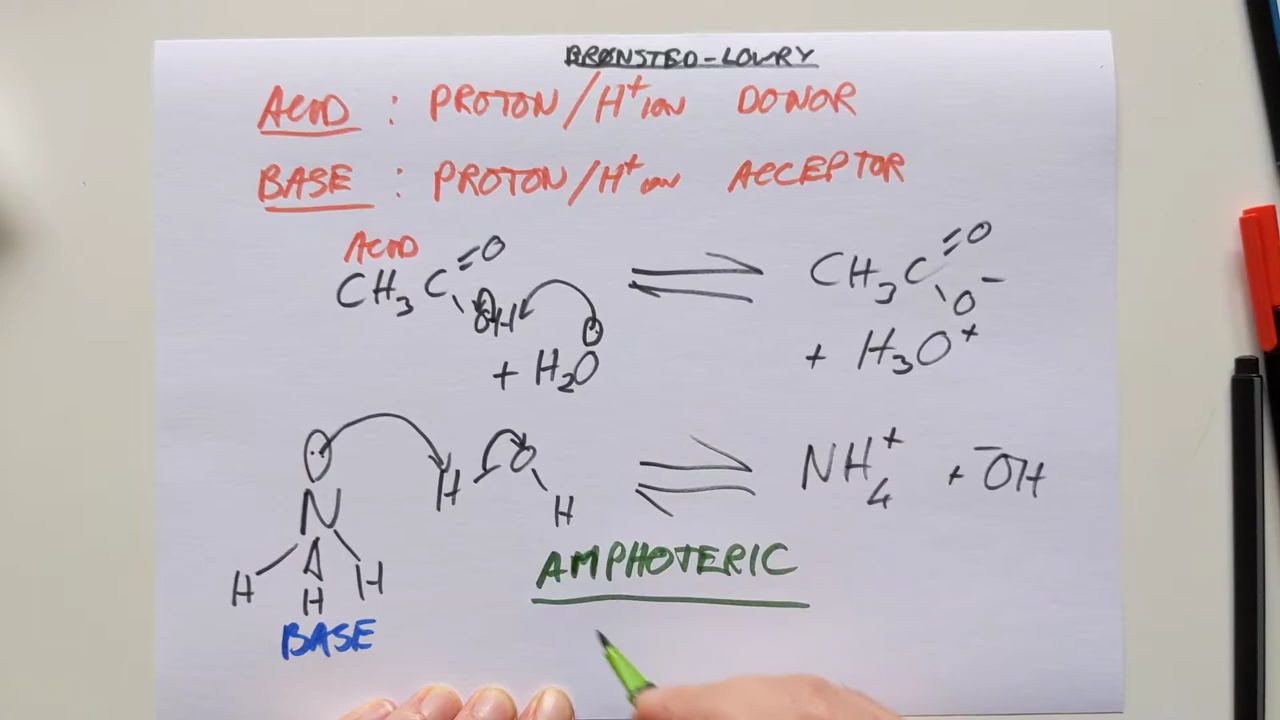 BRØNSTED-LOWRY
ACID : PROTON/H⁺ion DONOR
BASE : PROTON/H⁺ion ACCEPTOR
ACID
CH₃C=O OH + H₂O ⇌ CH₃C=O O⁻ + H₃O⁺
N H H H H O H ⇌ NH₄⁺ + ⁻OH
BASE
AMPHOTERIC